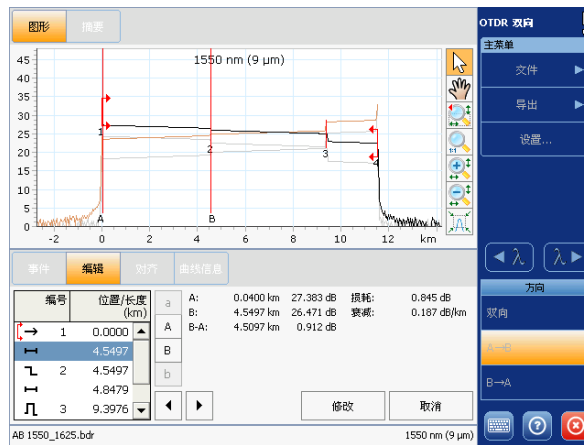 图形 摘要
OTDR 双向
主菜单
文件
导出
设置...
1550 nm (9 µm)
45
40
35
30
25
20
15
10
5
0
-2 0 2 4 6 8 10 12 km
1 2 3 4
A B
1:1
方向
双向
A→B
B→A
事件 编辑 对齐 曲线信息
编号 位置/长度
(km)
1 0.0000
4.5497
2 4.5497
4.8479
3 9.3976
a
A
B
b
A: 0.0400 km 27.383 dB 损耗: 0.845 dB
B: 4.5497 km 26.471 dB 衰减: 0.187 dB/km
B-A: 4.5097 km 0.912 dB
修改 取消
AB 1550_1625.bdr 1550 nm (9 µm)